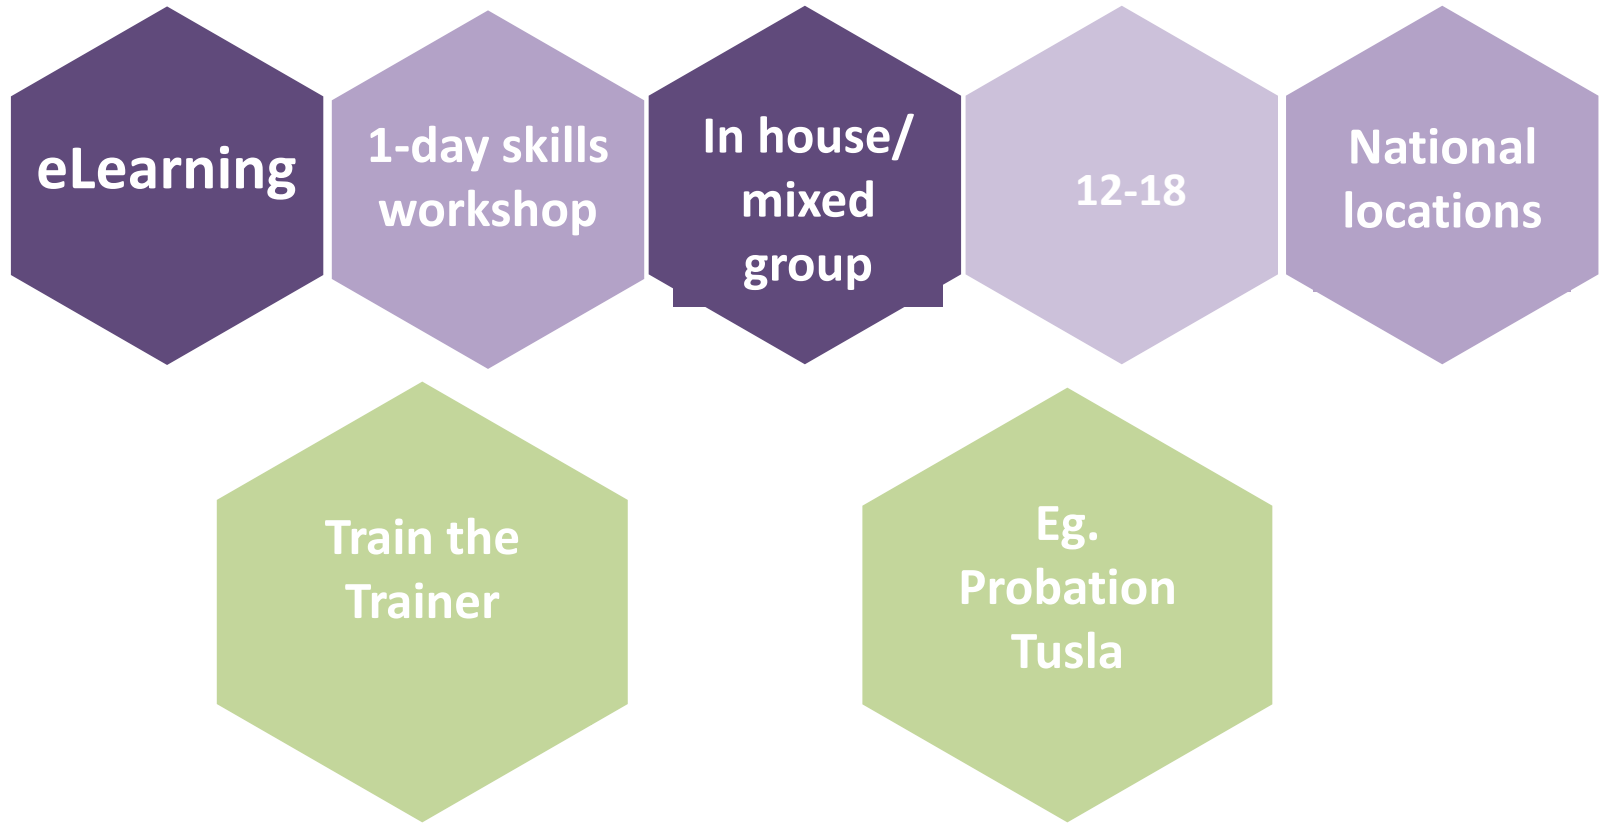 eLearning
1-day skills
workshop
In house/
mixed
group
12-18
National
locations
Train the
Trainer
Eg.
Probation
Tusla